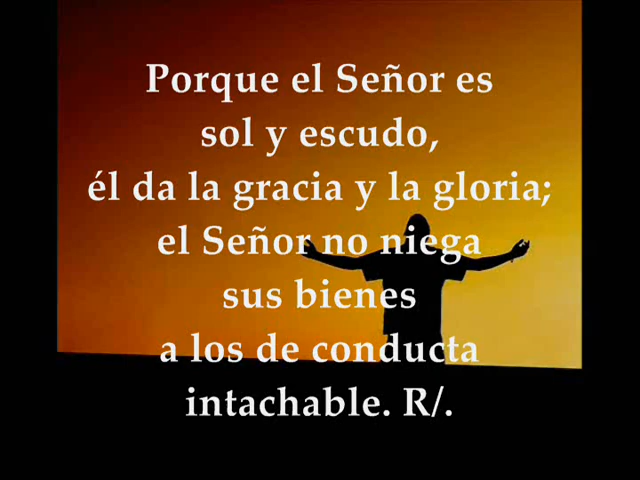 Porque el Señor es
sol y escudo,
él da la gracia y la gloria;
el Señor no niega
sus bienes
a los de conducta
intachable. R/.